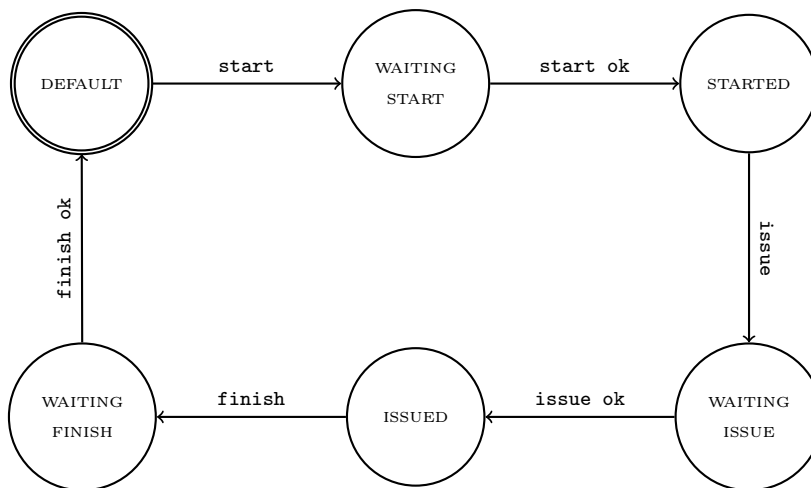 DEFAULT
start
WAITING
START
start ok
STARTED
issue
WAITING
ISSUE
issue ok
ISSUED
finish
WAITING
FINISH
finish ok